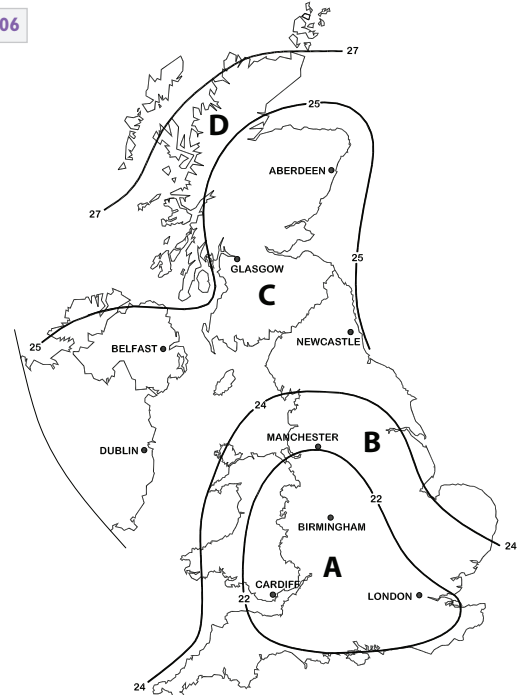 06
27
25
D
ABERDEEN
27
25
GLASGOW
C
NEWCASTLE
25
BELFAST
24
MANCHESTER
B
DUBLIN
22
BIRMINGHAM
24
A
CARDIFF
22
LONDON
24